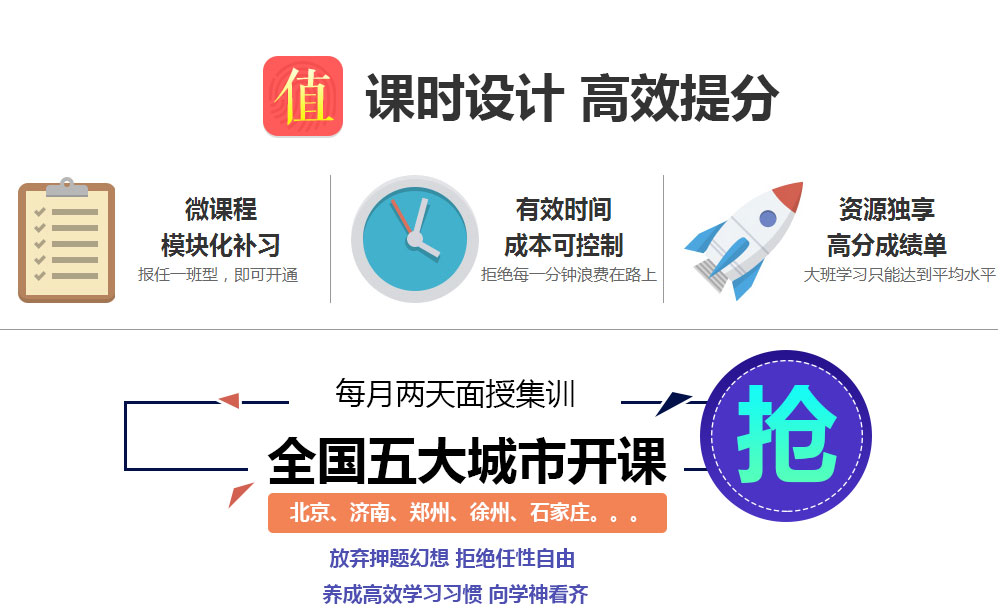 值 课时设计 高效提分
微课程
模块化补习
报任一班型，即可开通
有效时间
成本可控制
拒绝每一分钟浪费在路上
资源独享
高分成绩单
大班学习只能达到平均水平
每月两天面授集训
全国五大城市开课
抢
北京、济南、郑州、徐州、石家庄。。。
放弃押题幻想 拒绝任性自由
养成高效学习习惯 向学神看齐